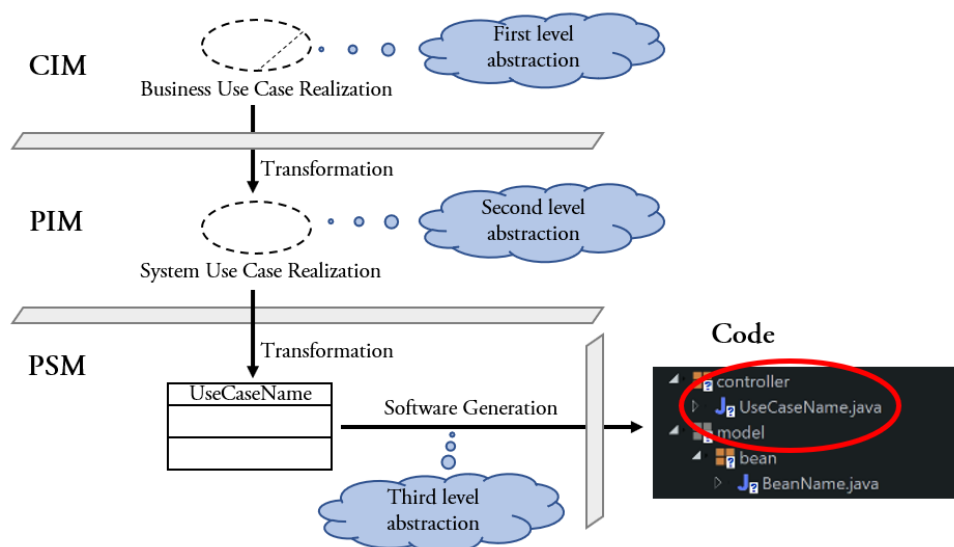 First level
abstraction
CIM
Business Use Case Realization
Transformation
PIM
Second level
abstraction
System Use Case Realization
PSM
Transformation
Code
UseCaseName
Software Generation
controller
UseCaseName.java
model
bean
BeanName.java
Third level
abstraction